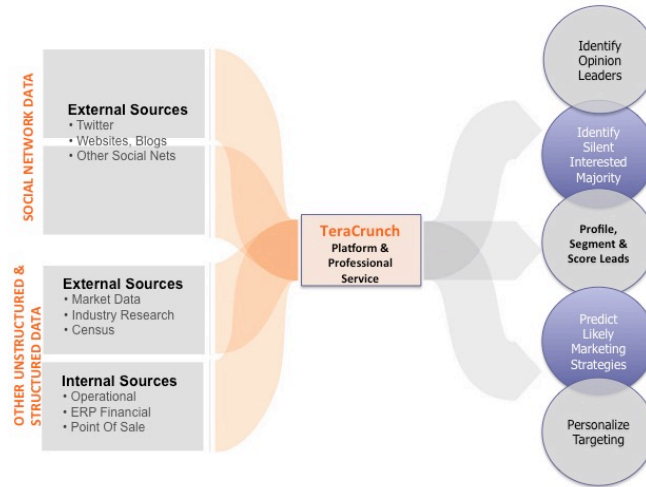 SOCIAL NETWORK DATA
External Sources
• Twitter
• Websites, Blogs
• Other Social Nets
OTHER UNSTRUCTURED &
STRUCTURED DATA
External Sources
• Market Data
• Industry Research
• Census
Internal Sources
• Operational
• ERP Financial
• Point Of Sale
TeraCrunch
Platform &
Professional
Service
Identify
Opinion
Leaders
Identify
Silent
Interested
Majority
Profile,
Segment &
Score Leads
Predict
Likely
Marketing
Strategies
Personalize
Targeting